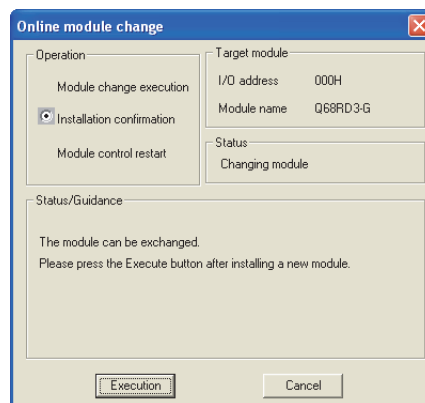 Online module change
Operation
Module change execution
Installation confirmation
Module control restart
Target module
I/O address 000H
Module name Q68RD3-G
Status
Changing module
Status/Guidance
The module can be exchanged.
Please press the Execute button after installing a new module.
Execution
Cancel